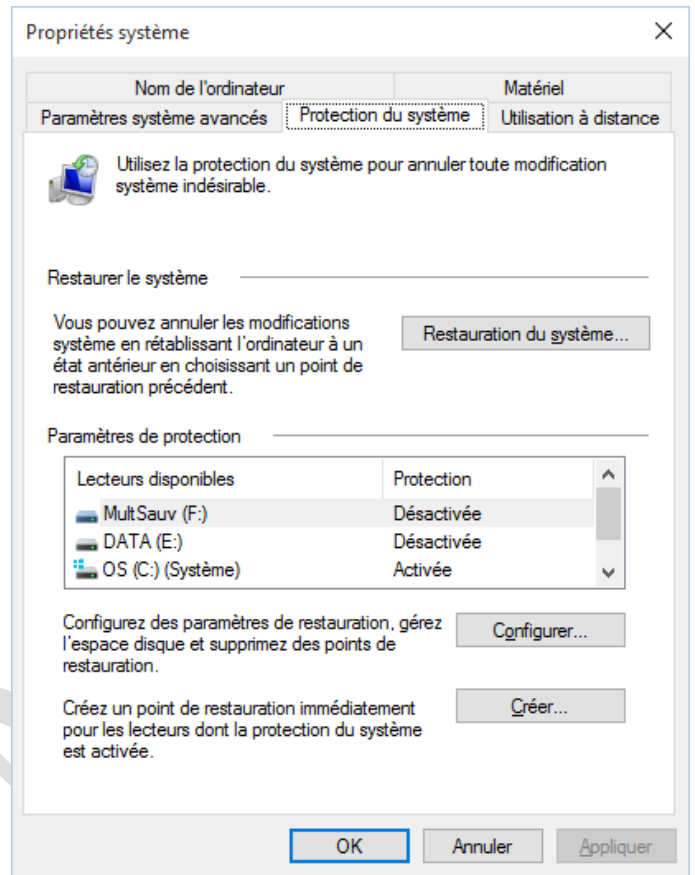 Propriétés système
Nom de l'ordinateur Matériel
Paramètres système avancés Protection du système Utilisation à distance
Utilisez la protection du système pour annuler toute modification
système indésirable.
Restaurer le système
Vous pouvez annuler les modifications
système en rétablissant l'ordinateur à un
état antérieur en choisissant un point de
restauration précédent.
Restauration du système...
Paramètres de protection
Lecteurs disponibles Protection
MultSauv (F:) Désactivée
DATA (E:) Désactivée
OS (C:) (Système) Activée
Configurez des paramètres de restauration, gérez
l'espace disque et supprimez des points de
restauration.
Configurer...
Créez un point de restauration immédiatement
pour les lecteurs dont la protection du système
est activée.
Créer...
OK Annuler Appliquer